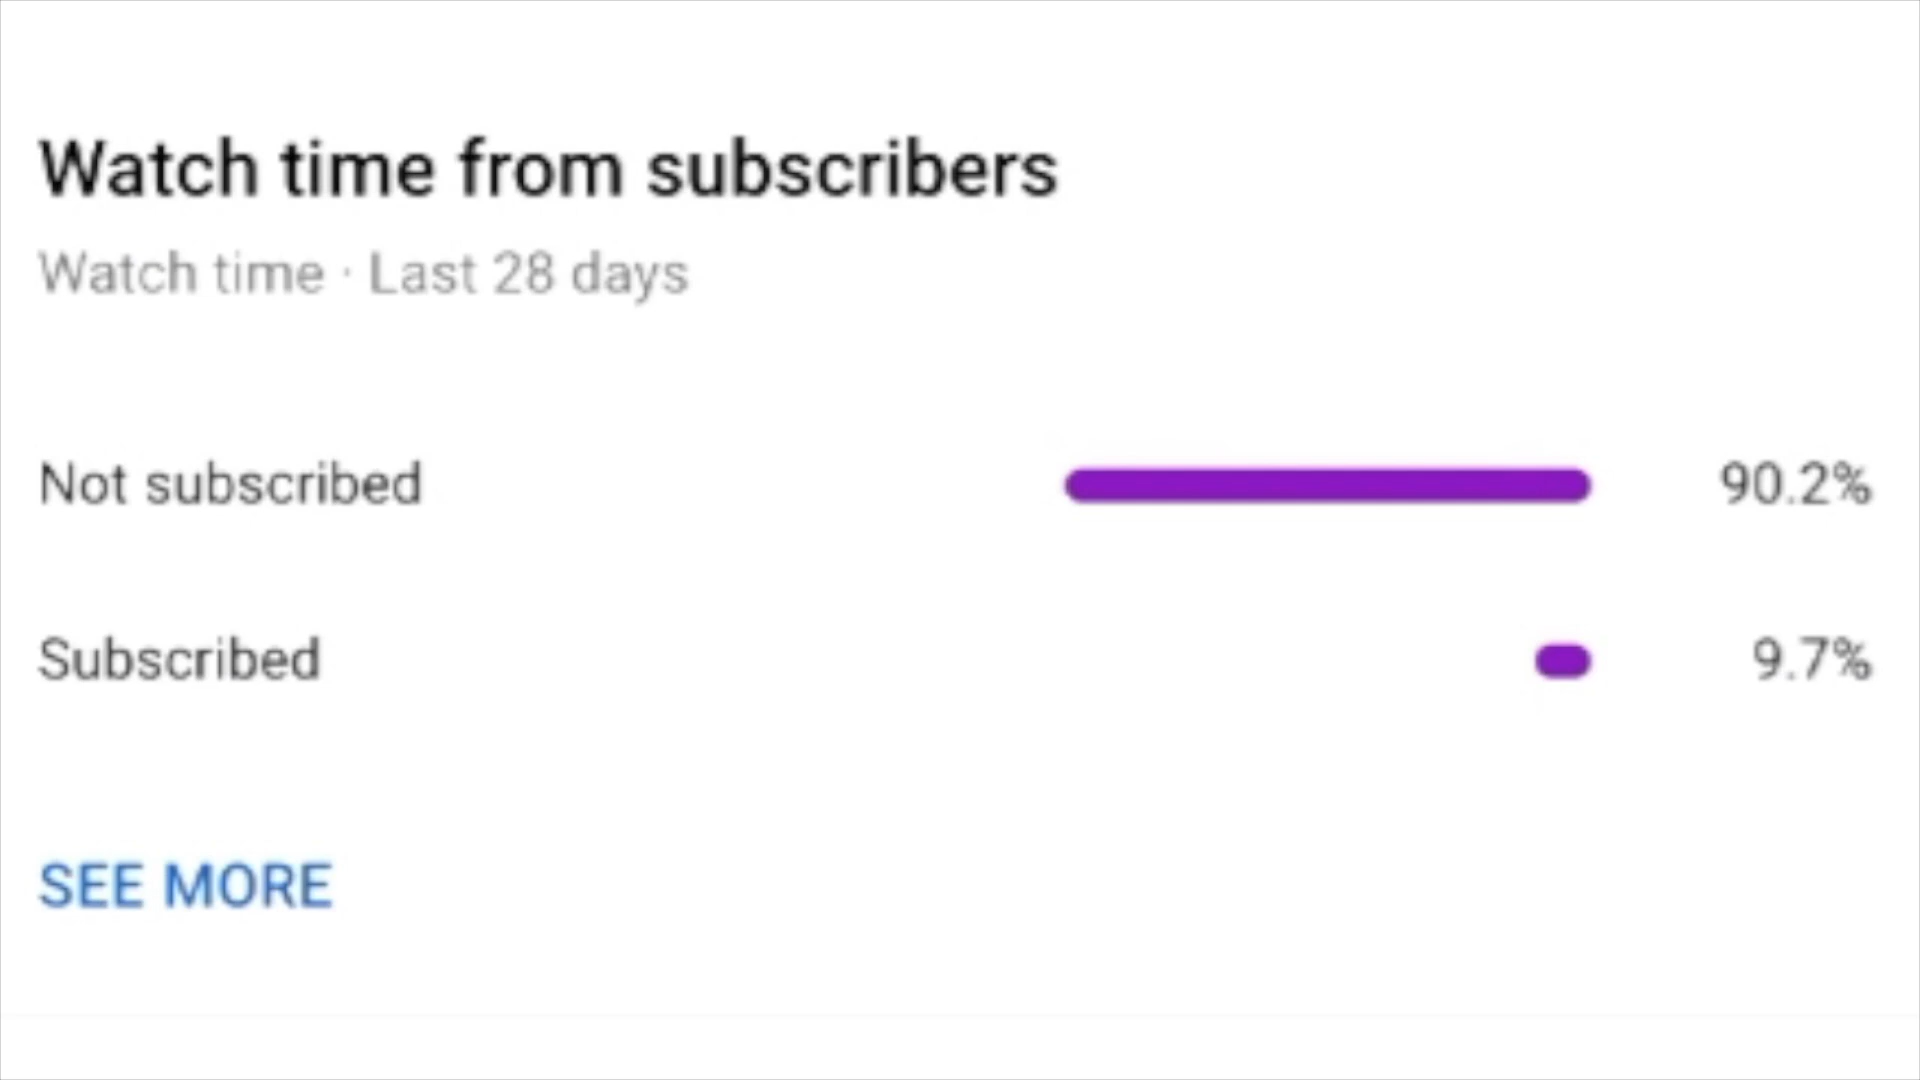 Watch time from subscribers
Watch time · Last 28 days
Not subscribed 90.2%
Subscribed 9.7%
SEE MORE